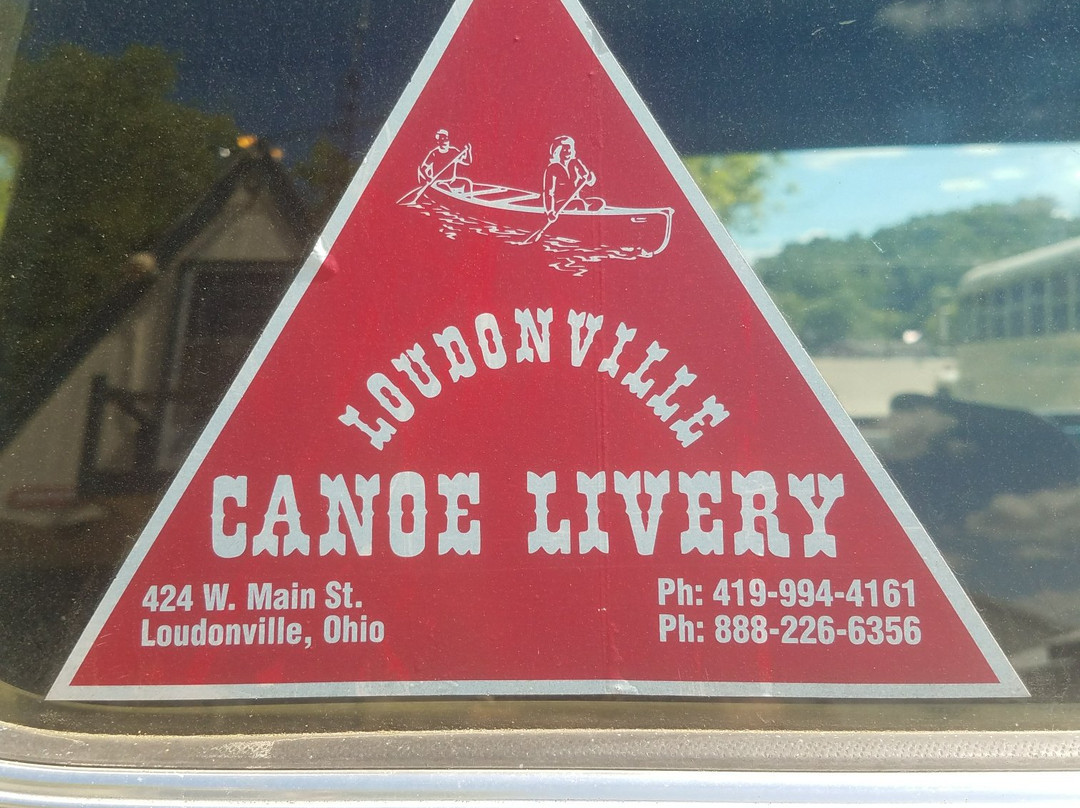 LOUDONVILLE
CANOE LIVERY
424 W. Main St.
Loudonville, Ohio
Ph: 419-994-4161
Ph: 888-226-6356